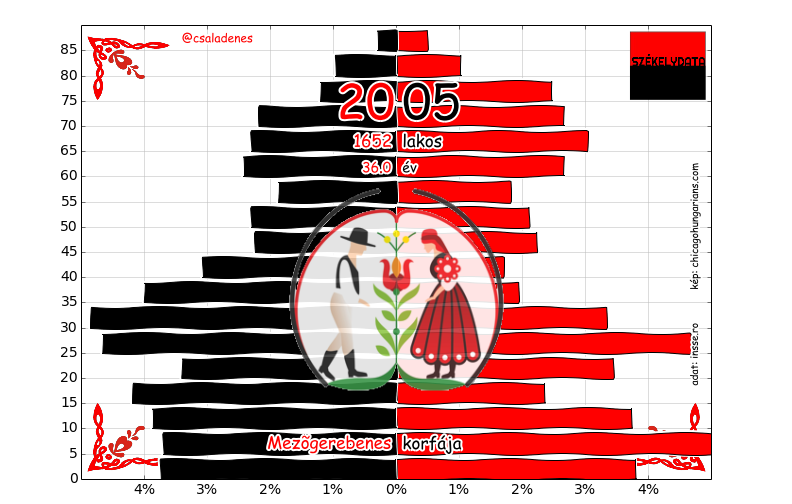 @csaladenes
SZÉKELYDATA
2005
1652 lakos
36.0 év
kép: chicagohungarians.com
adat: insse.ro
Mezõgerebenes korfája
85
80
75
70
65
60
55
50
45
40
35
30
25
20
15
10
5
0
4% 3% 2% 1% 0% 1% 2% 3% 4%